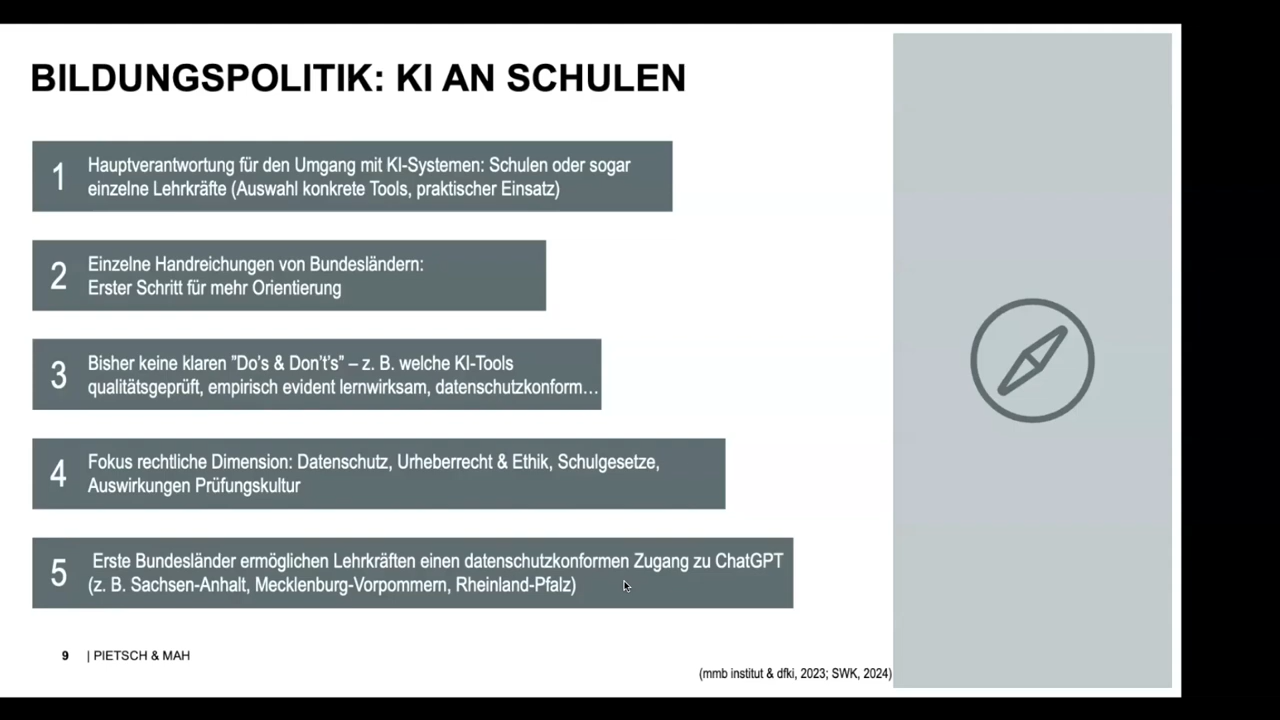 BILDUNGSPOLITIK: KI AN SCHULEN
1
Hauptverantwortung für den Umgang mit KI-Systemen: Schulen oder sogar
einzelne Lehrkräfte (Auswahl konkrete Tools, praktischer Einsatz)
2
Einzelne Handreichungen von Bundesländern:
Erster Schritt für mehr Orientierung
3
Bisher keine klaren ”Do’s & Don’t’s” – z. B. welche KI-Tools
qualitätsgeprüft, empirisch evident lernwirksam, datenschutzkonform…
4
Fokus rechtliche Dimension: Datenschutz, Urheberrecht & Ethik, Schulgesetze,
Auswirkungen Prüfungskultur
5
Erste Bundesländer ermöglichen Lehrkräften einen datenschutzkonformen Zugang zu ChatGPT
(z. B. Sachsen-Anhalt, Mecklenburg-Vorpommern, Rheinland-Pfalz)
9 | PIETSCH & MAH
(mmb institut & dfki, 2023; SWK, 2024)